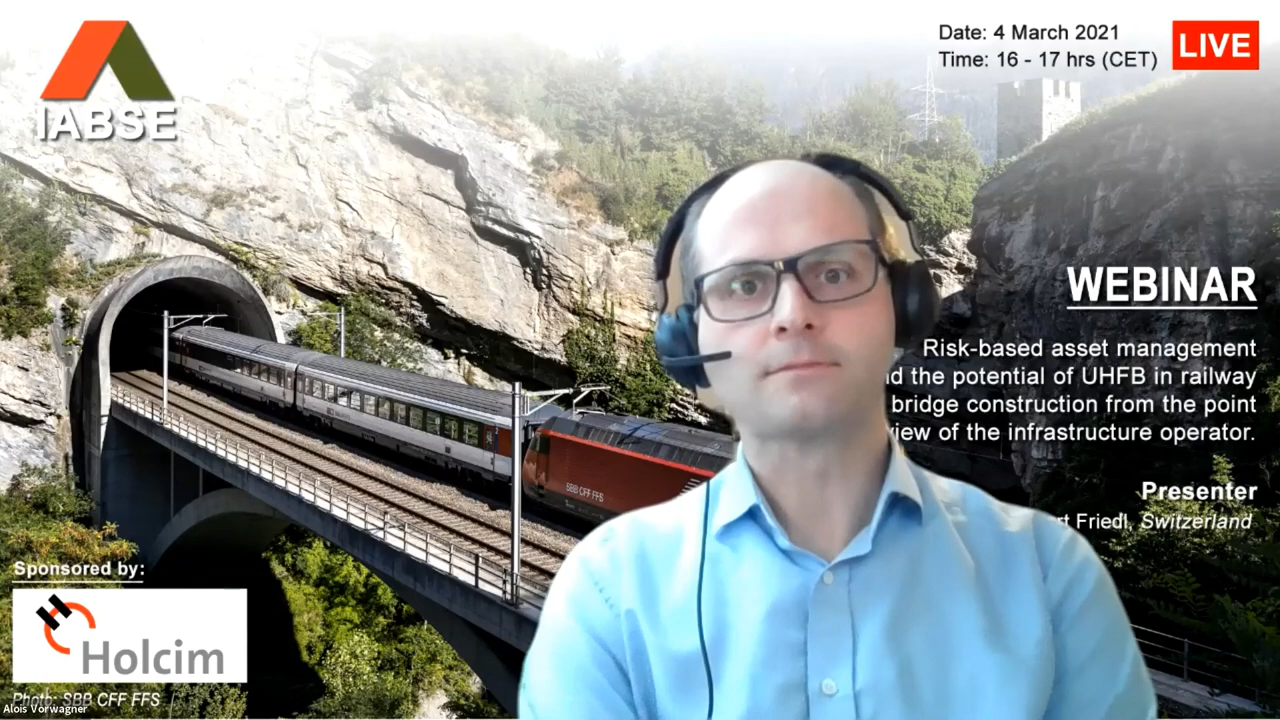 IABSE
Date: 4 March 2021
Time: 16 - 17 hrs (CET)
LIVE
WEBINAR
Risk-based asset management
the potential of UHFB in railway
bridge construction from the point
view of the infrastructure operator.
Presenter
Friedl, Switzerland
SBB CFF FFS
Sponsored by:
Holcim
Photo: SBB CFF FFS
Alois Vorwagner